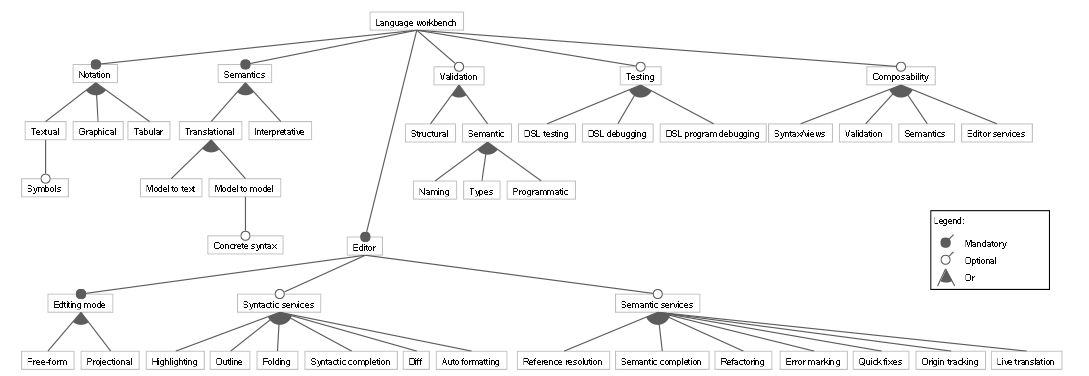 Language workbench
Notation
Semantics
Validation
Testing
Composability
Textual
Graphical
Tabular
Translational
Interpretative
Structural
Semantic
DSL testing
DSL debugging
DSL program debugging
Syntax/views
Validation
Semantics
Editor services
Symbols
Model to text
Model to model
Naming
Types
Programmatic
Concrete syntax
Editor
Legend:
Mandatory
Optional
Or
Edtiting mode
Syntactic services
Semantic services
Free-form
Projectional
Highlighting
Outline
Folding
Syntactic completion
Diff
Auto formatting
Reference resolution
Semantic completion
Refactoring
Error marking
Quick fixes
Origin tracking
Live translation